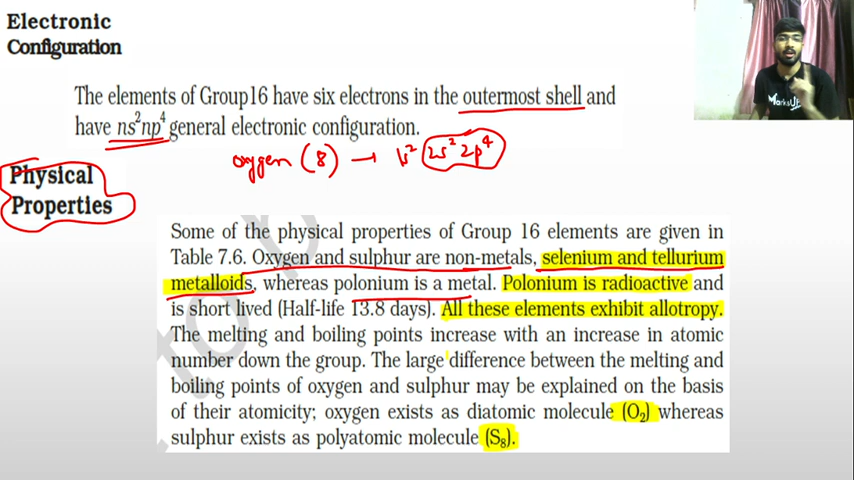 Electronic
Configuration
The elements of Group16 have six electrons in the outermost shell and
have ns²np⁴ general electronic configuration.
oxygen (8) → 1s² 2s² 2p⁴
Physical
Properties
MarksUp
Some of the physical properties of Group 16 elements are given in
Table 7.6. Oxygen and sulphur are non-metals, selenium and tellurium
metalloids, whereas polonium is a metal. Polonium is radioactive and
is short lived (Half-life 13.8 days). All these elements exhibit allotropy.
The melting and boiling points increase with an increase in atomic
number down the group. The large difference between the melting and
boiling points of oxygen and sulphur may be explained on the basis
of their atomicity; oxygen exists as diatomic molecule (O₂) whereas
sulphur exists as polyatomic molecule (S₈).